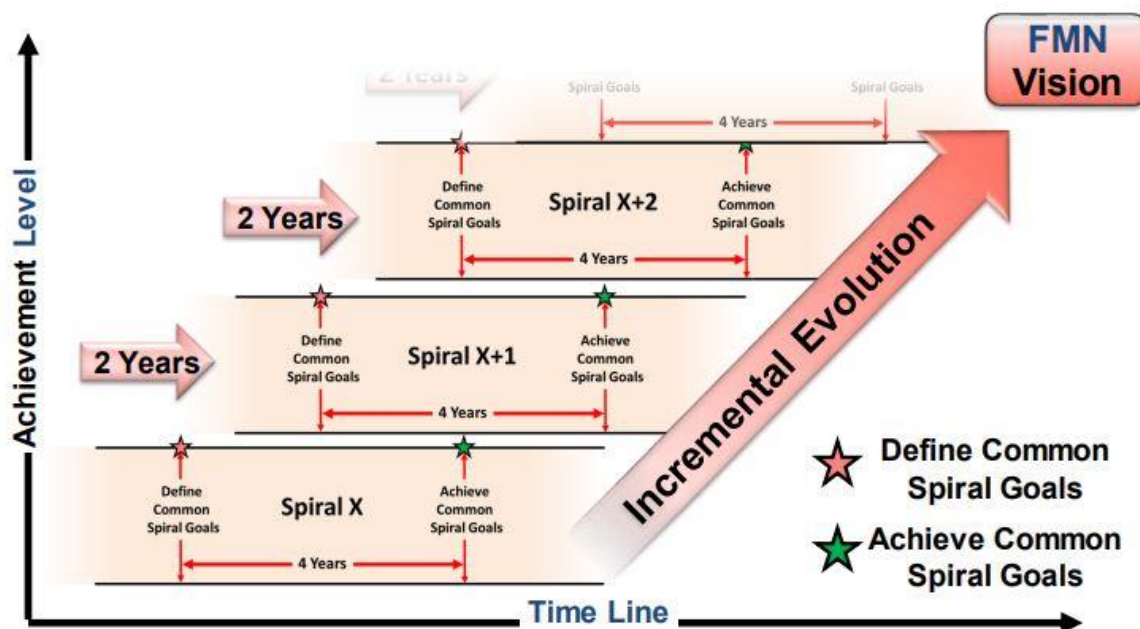 FMN
Vision
2 Years
Spiral Goals
Spiral Goals
4 Years
2 Years
Define
Common
Spiral Goals
Spiral X+2
Achieve
Common
Spiral Goals
4 Years
2 Years
Define
Common
Spiral Goals
Spiral X+1
Achieve
Common
Spiral Goals
4 Years
Define
Common
Spiral Goals
Spiral X
Achieve
Common
Spiral Goals
4 Years
Incremental Evolution
Define Common
Spiral Goals
Achieve Common
Spiral Goals
Achievement Level
Time Line